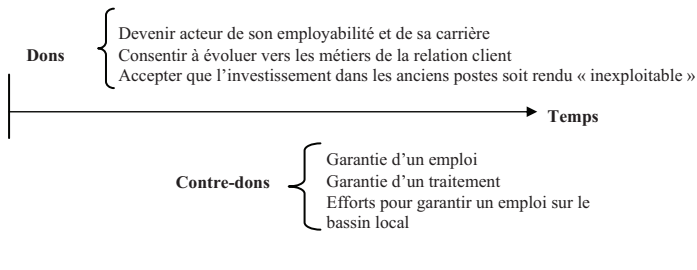 Dons
Devenir acteur de son employabilité et de sa carrière
Consentir à évoluer vers les métiers de la relation client
Accepter que l’investissement dans les anciens postes soit rendu « inexploitable »
Temps
Contre-dons
Garantie d’un emploi
Garantie d’un traitement
Efforts pour garantir un emploi sur le
bassin local